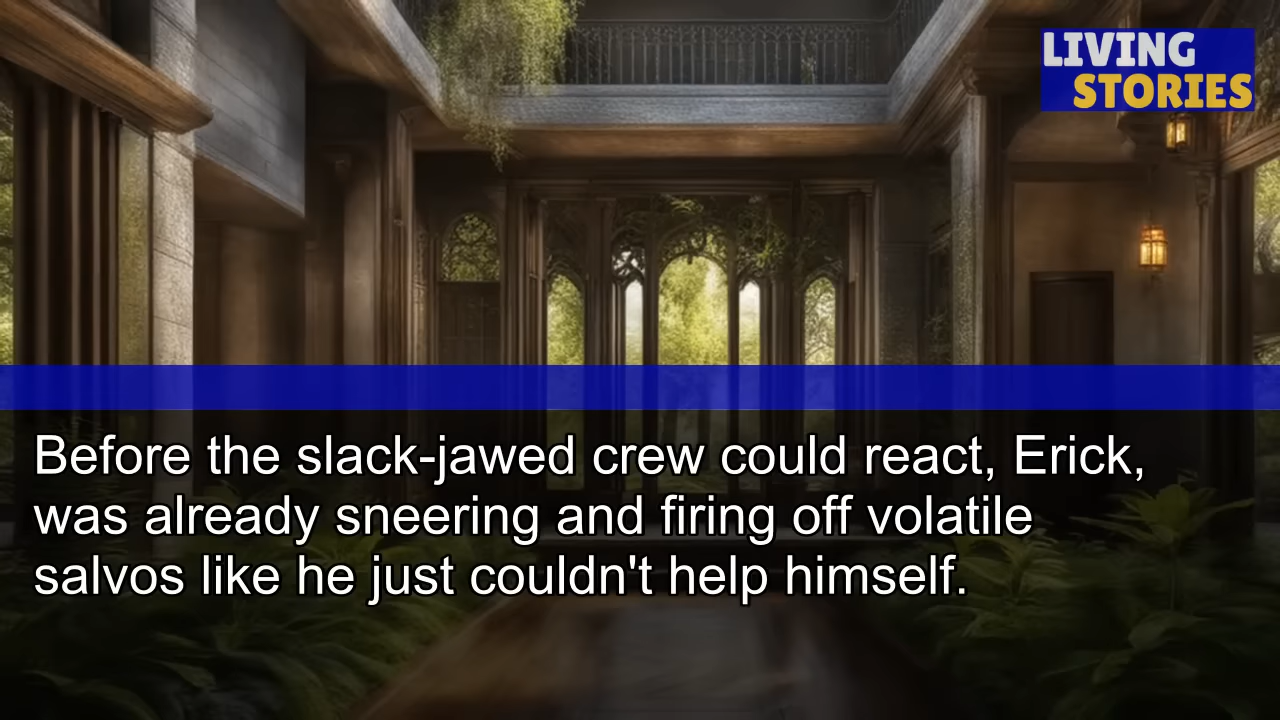 LIVING
STORIES
Before the slack-jawed crew could react, Erick,
was already sneering and firing off volatile
salvos like he just couldn't help himself.